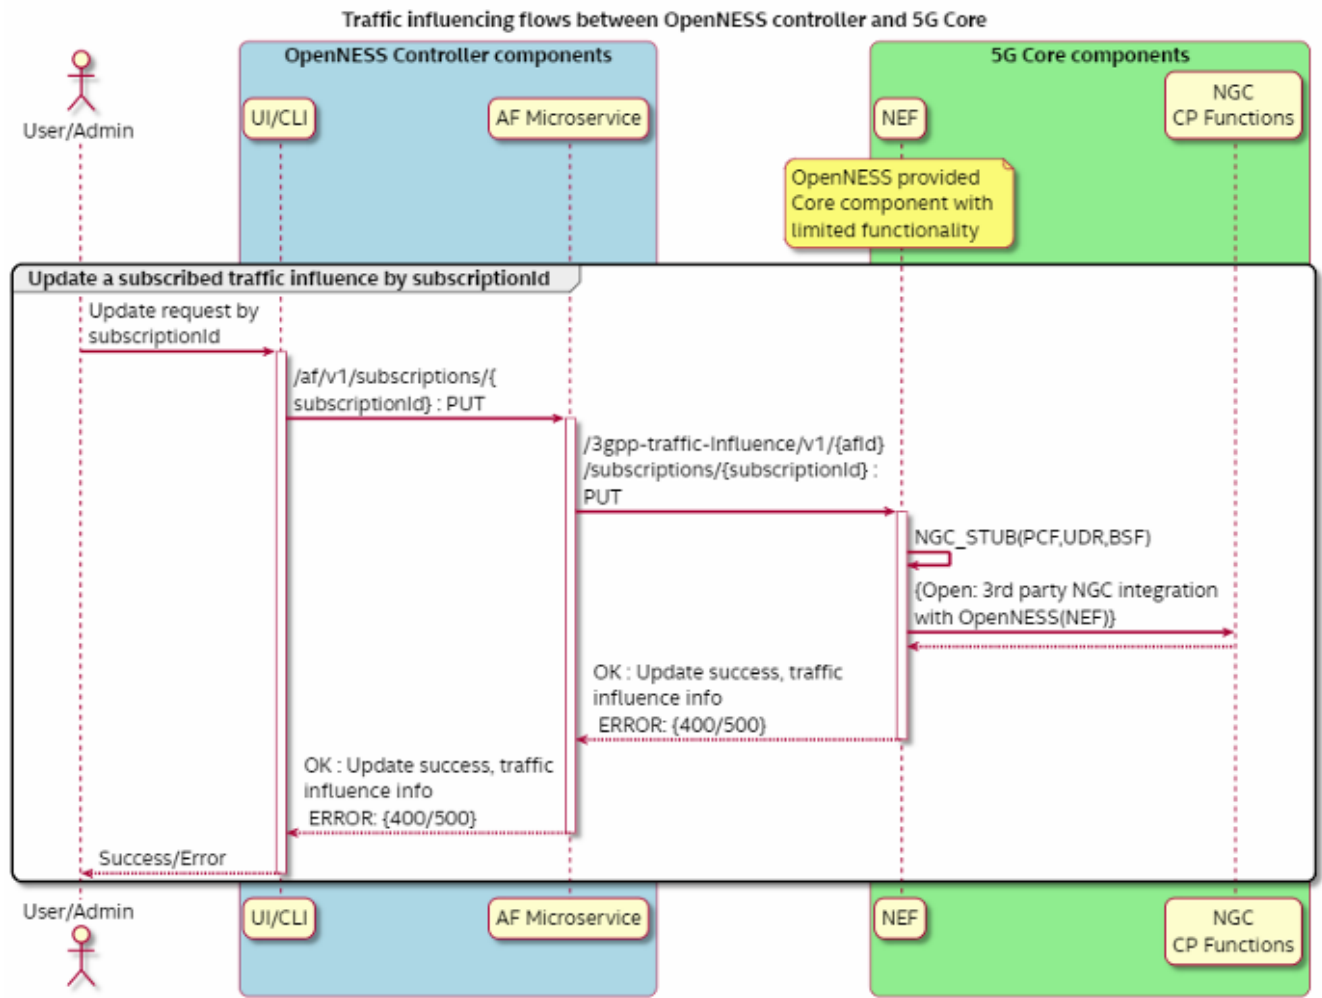 Traffic influencing flows between OpenNESS controller and 5G Core
OpenNESS Controller components
5G Core components
User/Admin
UI/CLI
AF Microservice
NEF
NGC
CP Functions
OpenNESS provided
Core component with
limited functionality
Update a subscribed traffic influence by subscriptionId
Update request by
subscriptionId
/af/v1/subscriptions/{
subscriptionId} : PUT
/3gpp-traffic-Influence/v1/{afId}
/subscriptions/{subscriptionId} :
PUT
NGC_STUB(PCF,UDR,BSF)
{Open: 3rd party NGC integration
with OpenNESS(NEF)}
OK : Update success, traffic
influence info
ERROR: {400/500}
OK : Update success, traffic
influence info
ERROR: {400/500}
Success/Error
User/Admin
UI/CLI
AF Microservice
NEF
NGC
CP Functions